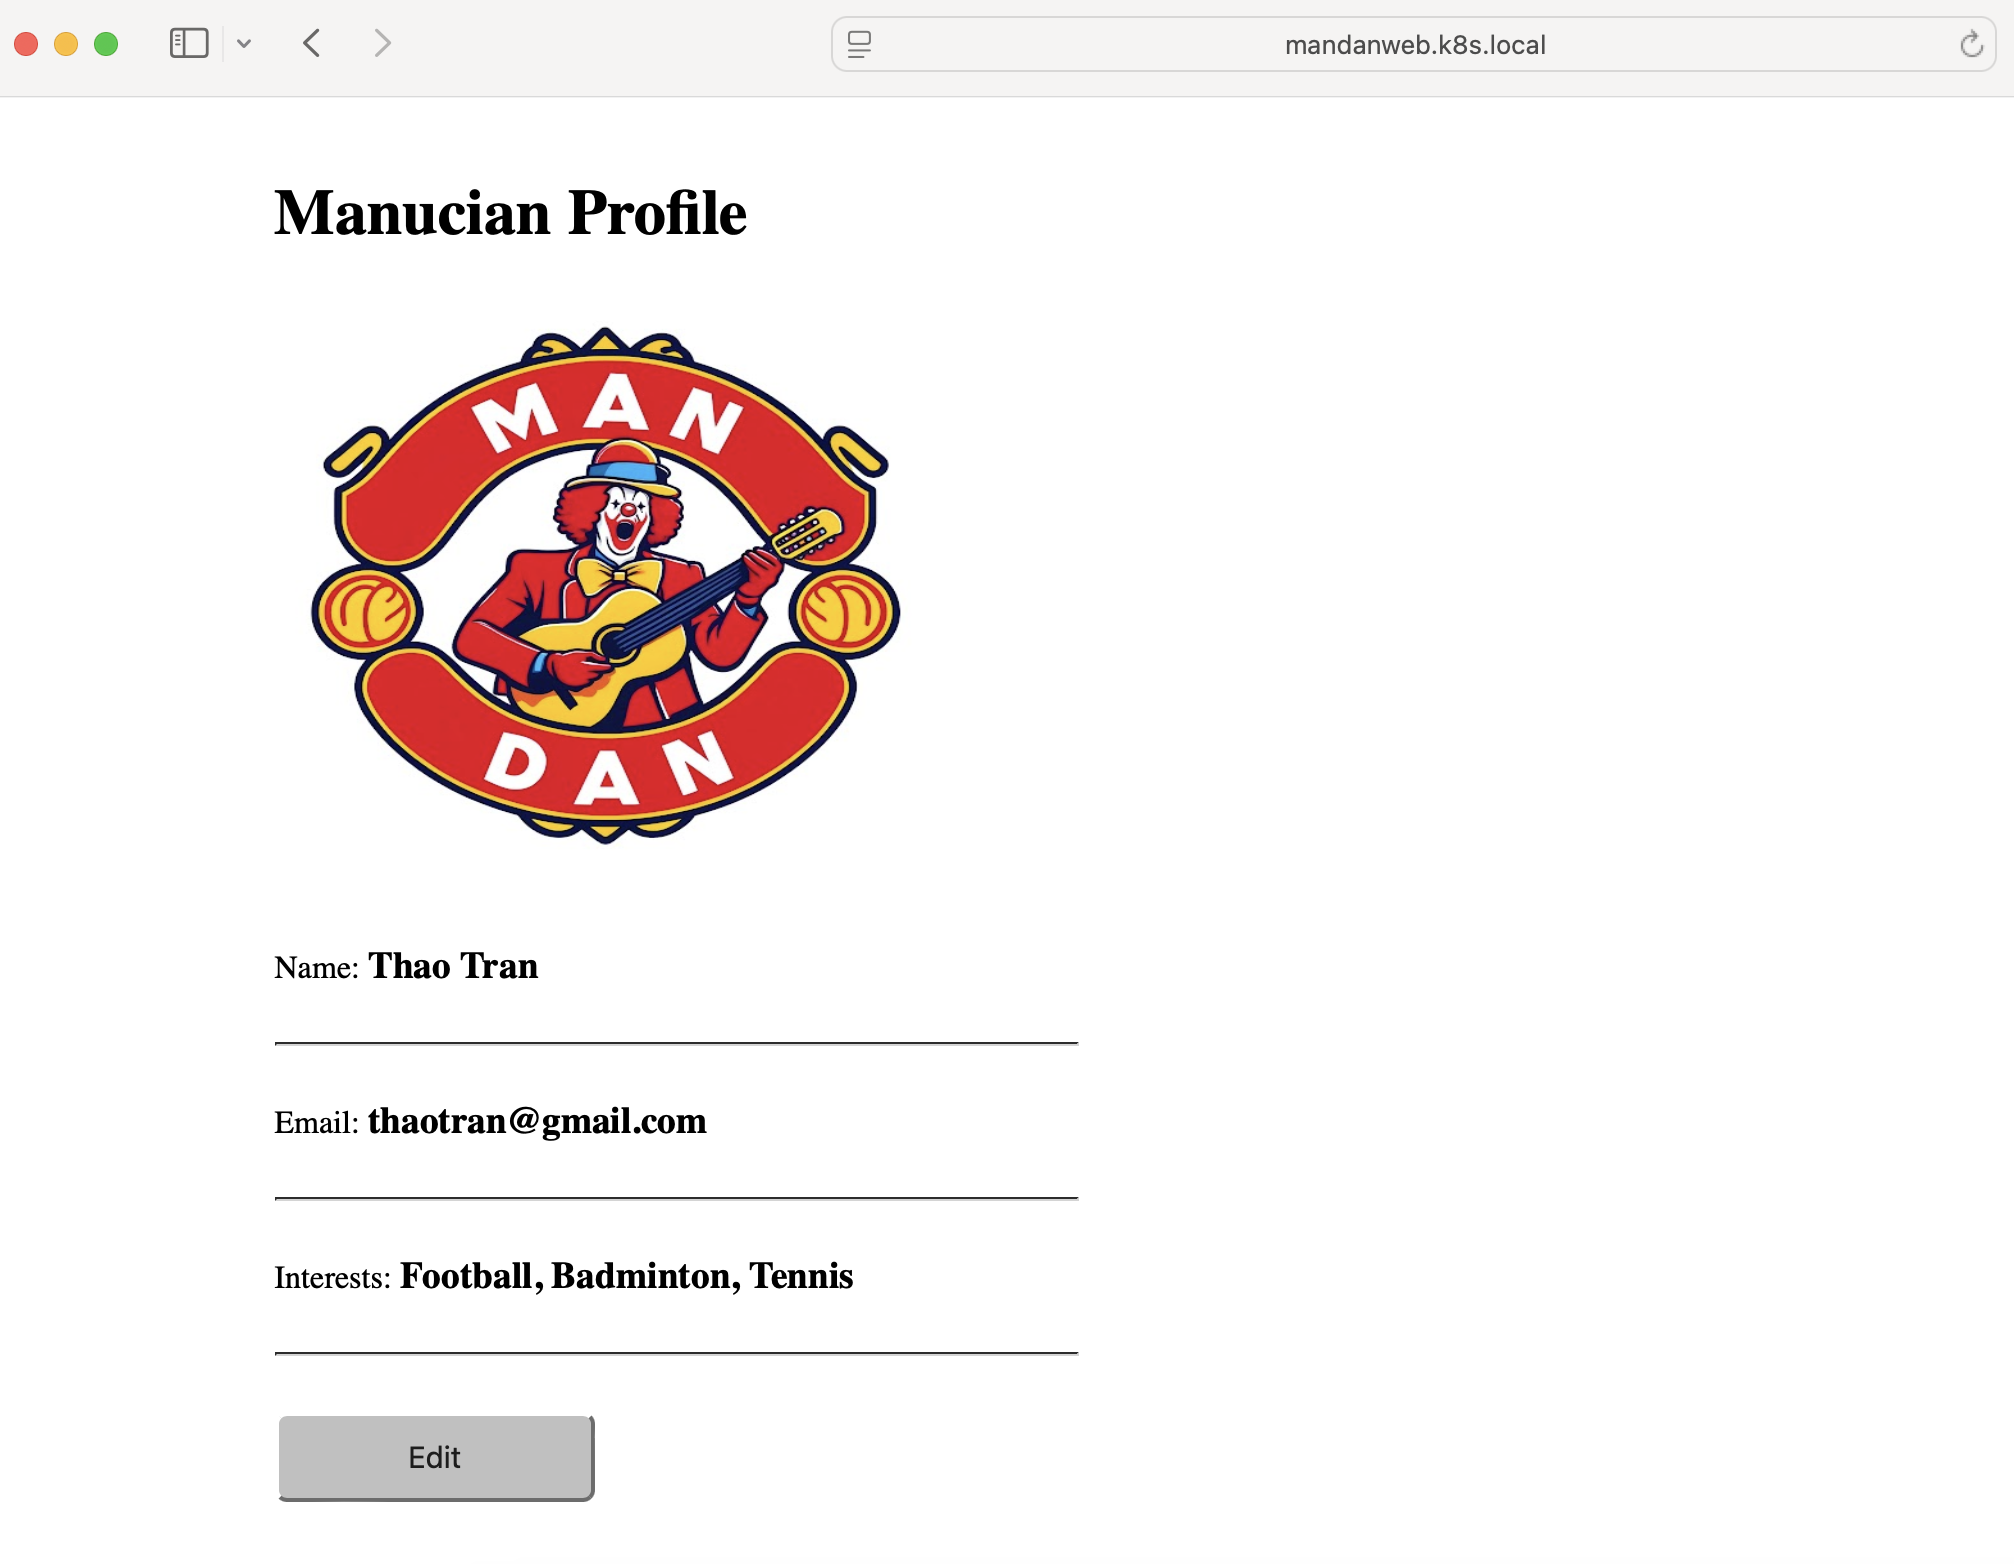 mandanweb.k8s.local
Manucian Profile
MAN
DAN
Name: Thao Tran
Email: thaotran@gmail.com
Interests: Football, Badminton, Tennis
Edit